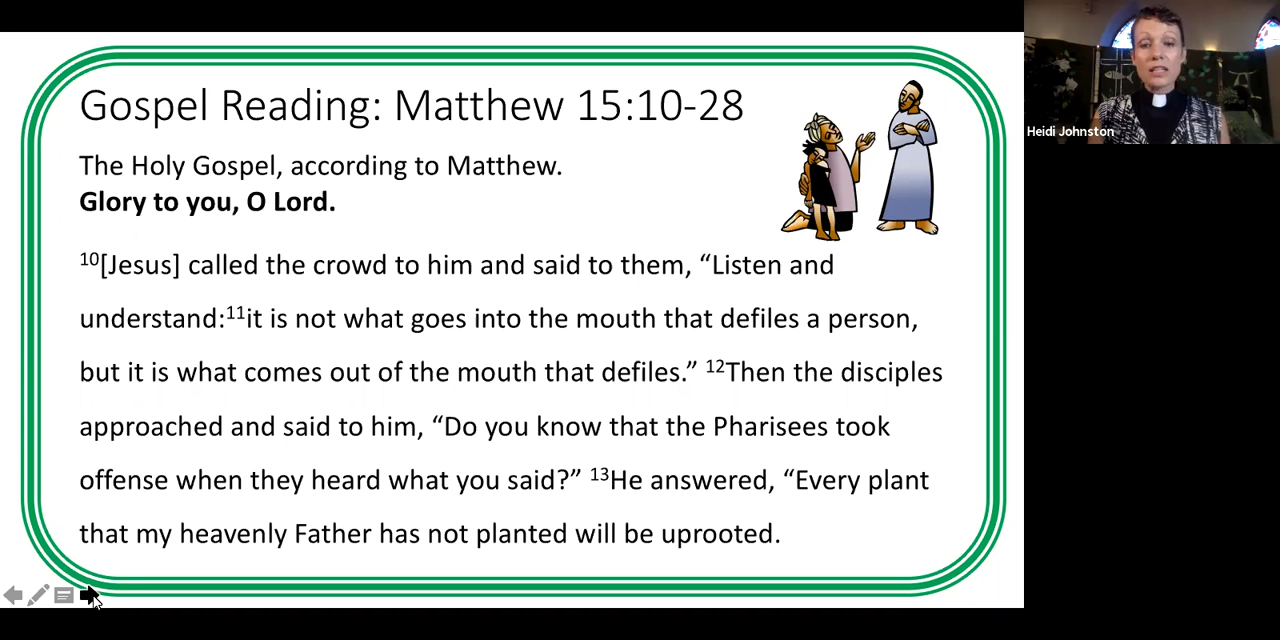 Gospel Reading: Matthew 15:10-28
The Holy Gospel, according to Matthew.
Glory to you, O Lord.
10[Jesus] called the crowd to him and said to them, “Listen and
understand:11it is not what goes into the mouth that defiles a person,
but it is what comes out of the mouth that defiles.” 12Then the disciples
approached and said to him, “Do you know that the Pharisees took
offense when they heard what you said?” 13He answered, “Every plant
that my heavenly Father has not planted will be uprooted.
Heidi Johnston